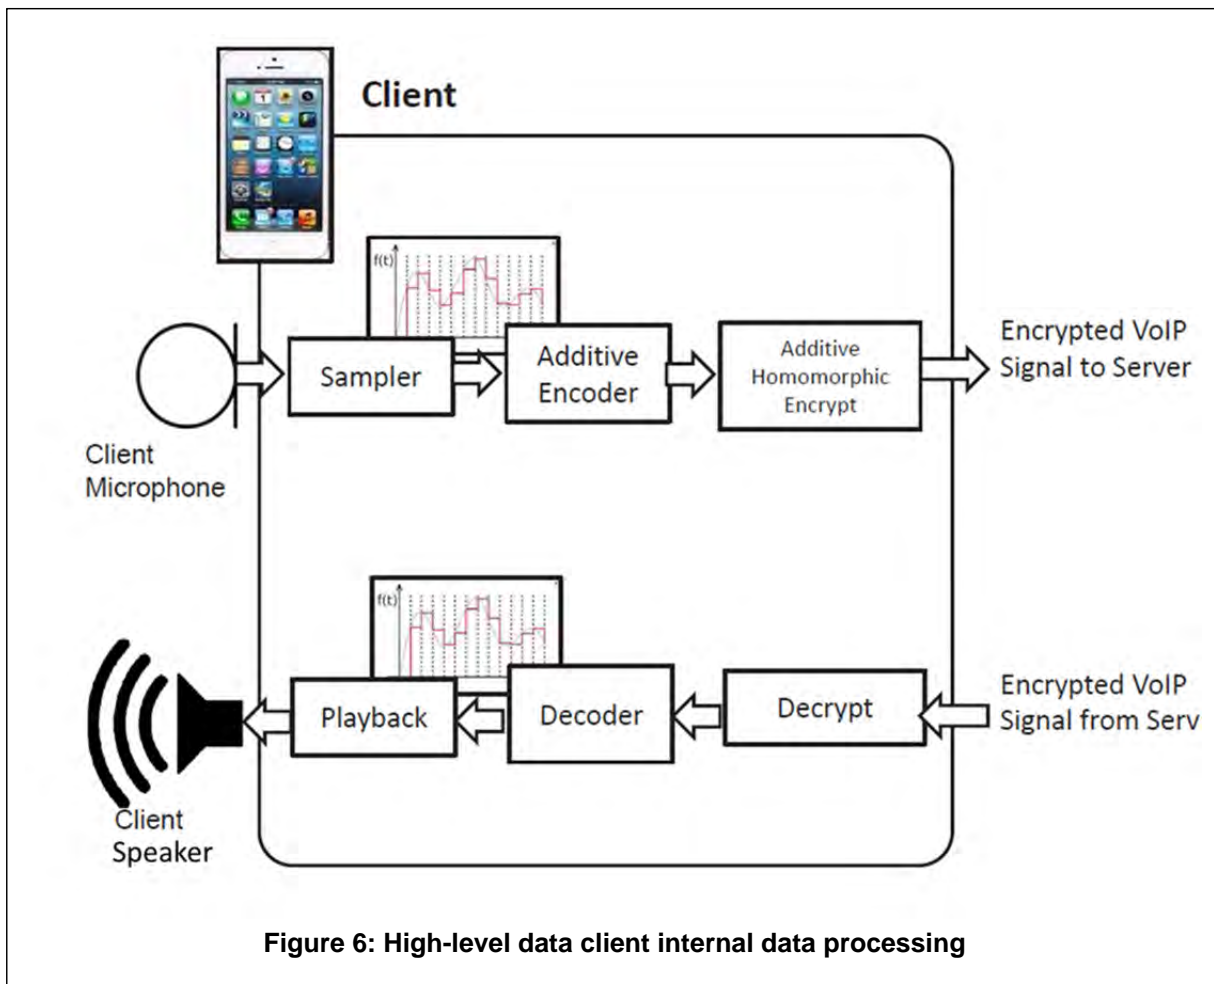 Client
f(t)
Sampler
Additive
Encoder
Additive
Homomorphic
Encrypt
Encrypted VoIP
Signal to Server
Client
Microphone
f(t)
Playback
Decoder
Decrypt
Encrypted VoIP
Signal from Serv
Client
Speaker
Figure 6: High-level data client internal data processing